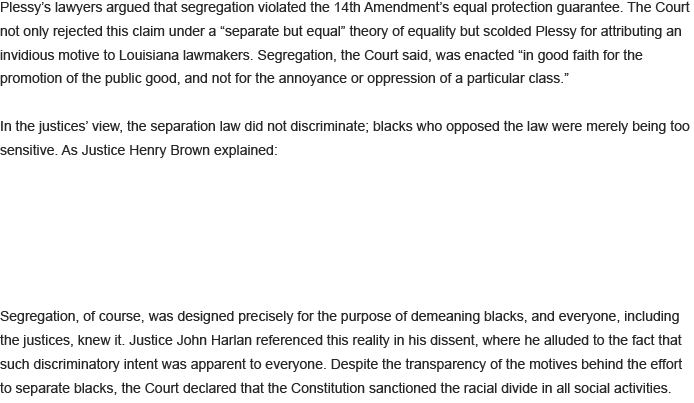 Plessy’s lawyers argued that segregation violated the 14th Amendment’s equal protection guarantee. The Court
not only rejected this claim under a “separate but equal” theory of equality but scolded Plessy for attributing an
invidious motive to Louisiana lawmakers. Segregation, the Court said, was enacted “in good faith for the
promotion of the public good, and not for the annoyance or oppression of a particular class.”
In the justices’ view, the separation law did not discriminate; blacks who opposed the law were merely being too
sensitive. As Justice Henry Brown explained:
Segregation, of course, was designed precisely for the purpose of demeaning blacks, and everyone, including
the justices, knew it. Justice John Harlan referenced this reality in his dissent, where he alluded to the fact that
such discriminatory intent was apparent to everyone. Despite the transparency of the motives behind the effort
to separate blacks, the Court declared that the Constitution sanctioned the racial divide in all social activities.